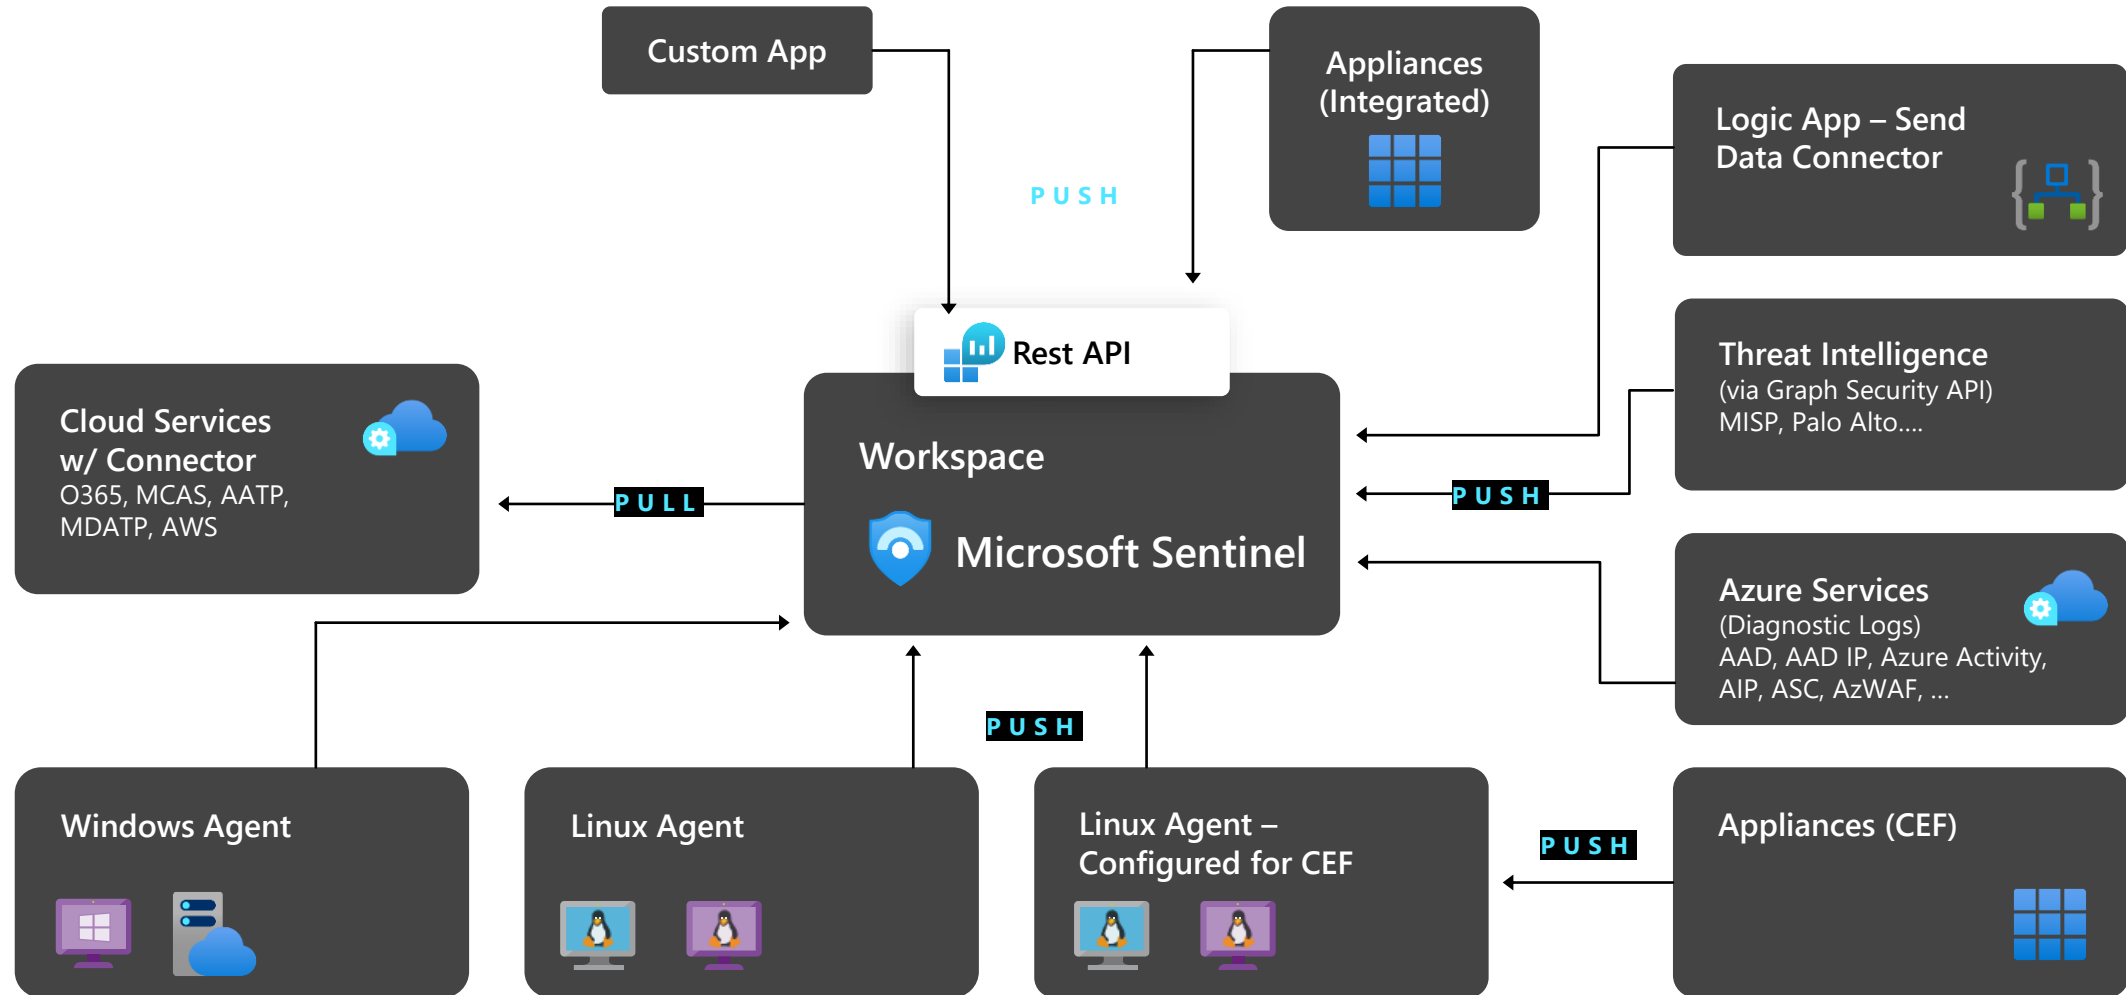 Custom App
Appliances
(Integrated)
Logic App – Send
Data Connector
PUSH
Rest API
Threat Intelligence
(via Graph Security API)
MISP, Palo Alto....
Cloud Services
w/ Connector
O365, MCAS, AATP,
MDATP, AWS
PULL
Workspace
Microsoft Sentinel
PUSH
Azure Services
(Diagnostic Logs)
AAD, AAD IP, Azure Activity,
AIP, ASC, AzWAF, ...
PUSH
Windows Agent
Linux Agent
Linux Agent –
Configured for CEF
PUSH
Appliances (CEF)